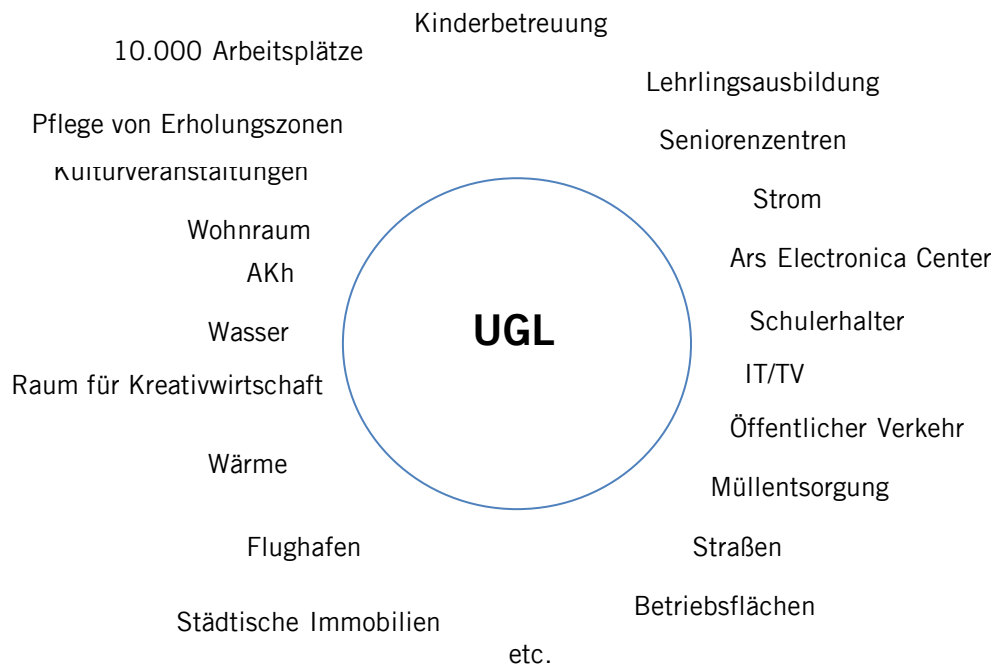 Kinderbetreuung
10.000 Arbeitsplätze
Lehrlingsausbildung
Pflege von Erholungszonen
Seniorenzentren
Kulturveranstaltungen
Strom
Wohnraum
Ars Electronica Center
AKh
Schulerhalter
UGL
Wasser
IT/TV
Raum für Kreativwirtschaft
Öffentlicher Verkehr
Wärme
Müllentsorgung
Flughafen
Straßen
Betriebsflächen
Städtische Immobilien
etc.